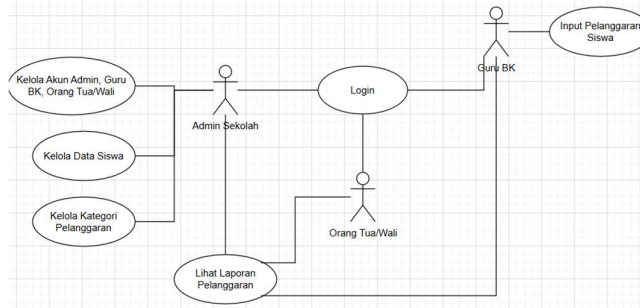 Input Pelanggaran
Siswa
Guru BK
Kelola Akun Admin, Guru
BK, Orang Tua/Wali
Login
Admin Sekolah
Kelola Data Siswa
Kelola Kategori
Pelanggaran
Orang Tua/Wali
Lihat Laporan
Pelanggaran